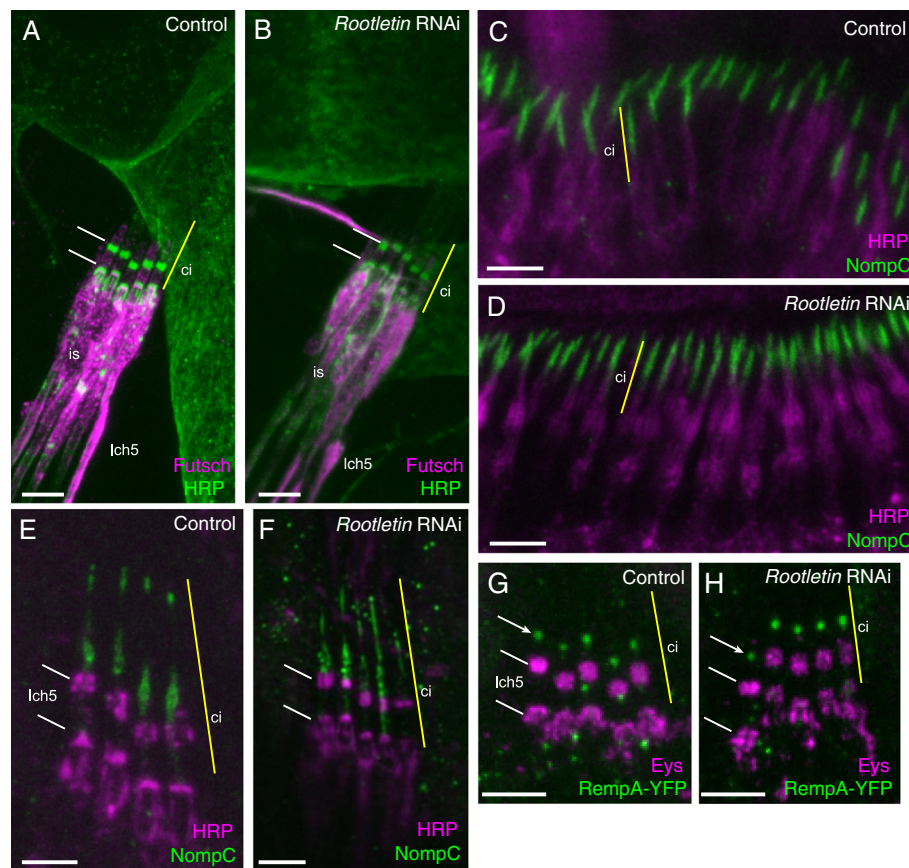 A Control
ci
is
lch5
Futsch
HRP
B Rootletin RNAi
ci
is
lch5
Futsch
HRP
C Control
ci
HRP
NompC
D Rootletin RNAi
ci
HRP
NompC
E Control
lch5
ci
HRP
NompC
F Rootletin RNAi
ci
HRP
NompC
G Control
ci
lch5
Eys
RempA-YFP
H Rootletin RNAi
ci
Eys
RempA-YFP